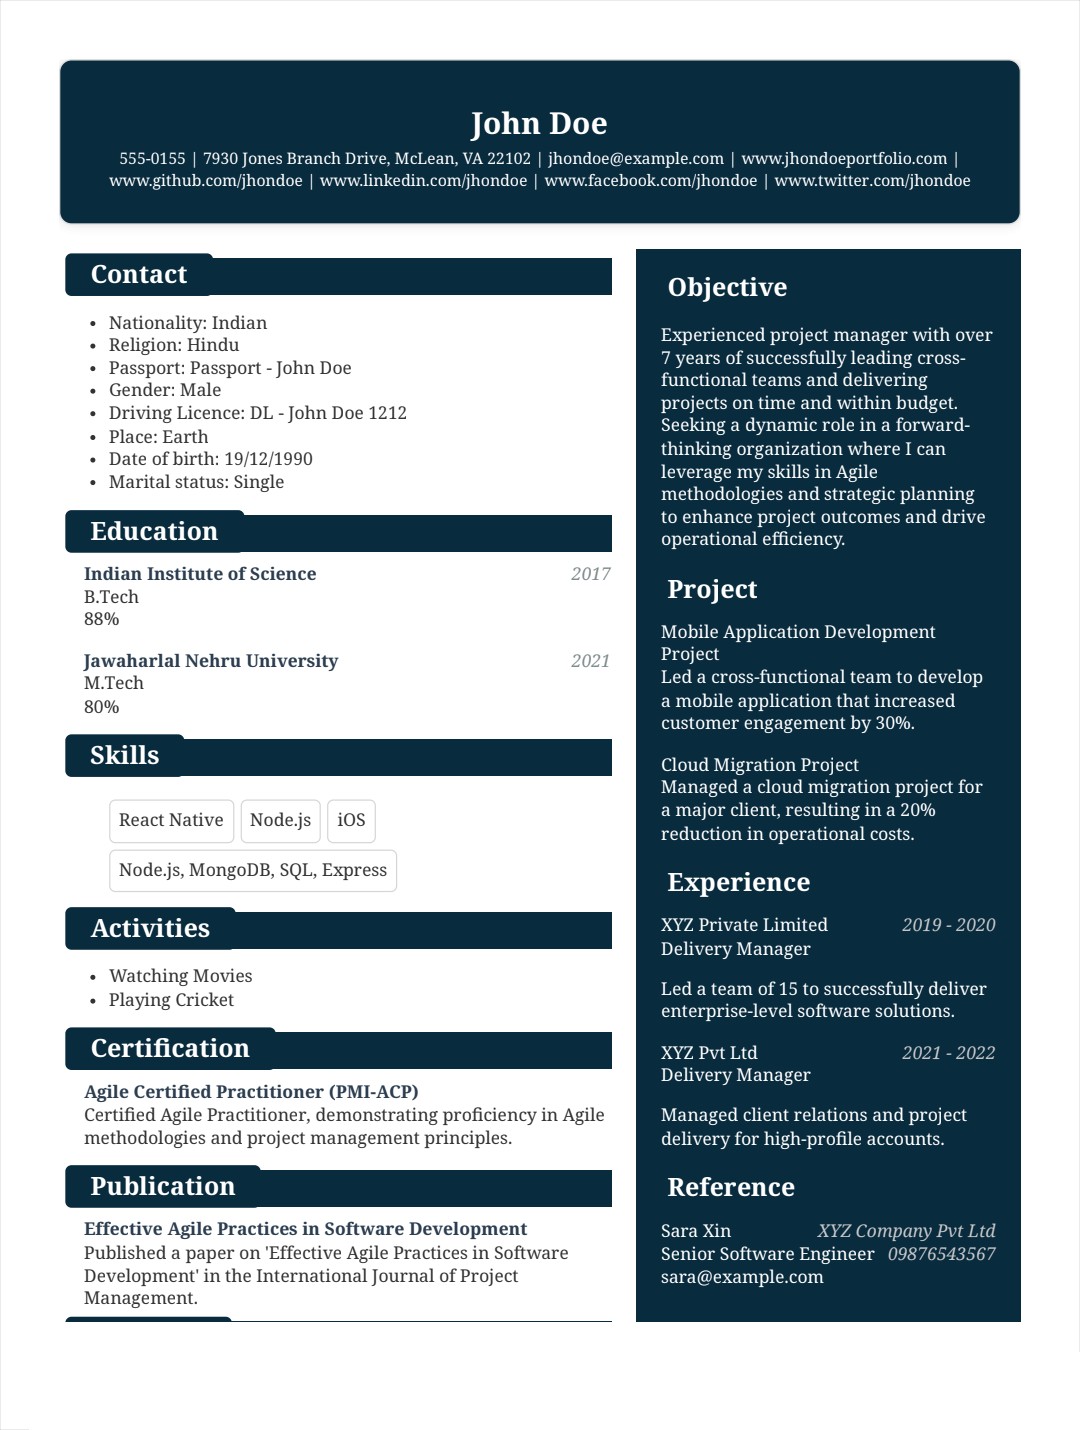 John Doe
555-0155 | 7930 Jones Branch Drive, McLean, VA 22102 | jhondoe@example.com | www.jhondoeportfolio.com |
www.github.com/jhondoe | www.linkedin.com/jhondoe | www.facebook.com/jhondoe | www.twitter.com/jhondoe
Contact
• Nationality: Indian
• Religion: Hindu
• Passport: Passport - John Doe
• Gender: Male
• Driving Licence: DL - John Doe 1212
• Place: Earth
• Date of birth: 19/12/1990
• Marital status: Single
Education
Indian Institute of Science 2017
B.Tech
88%
Jawaharlal Nehru University 2021
M.Tech
80%
Skills
React Native Node.js iOS
Node.js, MongoDB, SQL, Express
Activities
• Watching Movies
• Playing Cricket
Certification
Agile Certified Practitioner (PMI-ACP)
Certified Agile Practitioner, demonstrating proficiency in Agile
methodologies and project management principles.
Publication
Effective Agile Practices in Software Development
Published a paper on 'Effective Agile Practices in Software
Development' in the International Journal of Project
Management.
Objective
Experienced project manager with over
7 years of successfully leading cross-
functional teams and delivering
projects on time and within budget.
Seeking a dynamic role in a forward-
thinking organization where I can
leverage my skills in Agile
methodologies and strategic planning
to enhance project outcomes and drive
operational efficiency.
Project
Mobile Application Development
Project
Led a cross-functional team to develop
a mobile application that increased
customer engagement by 30%.
Cloud Migration Project
Managed a cloud migration project for
a major client, resulting in a 20%
reduction in operational costs.
Experience
XYZ Private Limited 2019 - 2020
Delivery Manager
Led a team of 15 to successfully deliver
enterprise-level software solutions.
XYZ Pvt Ltd 2021 - 2022
Delivery Manager
Managed client relations and project
delivery for high-profile accounts.
Reference
Sara Xin XYZ Company Pvt Ltd
Senior Software Engineer 09876543567
sara@example.com